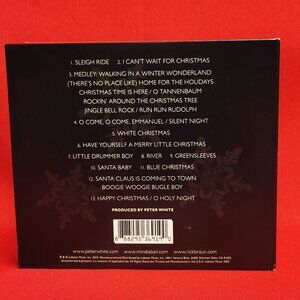 1. SLEIGH RIDE   2. I CAN'T WAIT FOR CHRISTMAS
3. MEDLEY: WALKING IN A WINTER WONDERLAND
(THERE'S NO PLACE LIKE) HOME FOR THE HOLIDAYS
CHRISTMAS TIME IS HERE / O TANNENBAUM
ROCKIN' AROUND THE CHRISTMAS TREE
JINGLE BELL ROCK / RUN RUN RUDOLPH
4. O COME, O COME, EMMANUEL / SILENT NIGHT
5. WHITE CHRISTMAS
6. HAVE YOURSELF A MERRY LITTLE CHRISTMAS
7. LITTLE DRUMMER BOY   8. RIVER   9. GREENSLEEVES
10. SANTA BABY   11. BLUE CHRISTMAS
12. SANTA CLAUS IS COMING TO TOWN
BOOGIE WOOGIE BUGLE BOY
13. HAPPY CHRISTMAS / O HOLY NIGHT
PRODUCED BY PETER WHITE
www.peterwhite.com   www.mindiabair.com   www.rickbraun.com